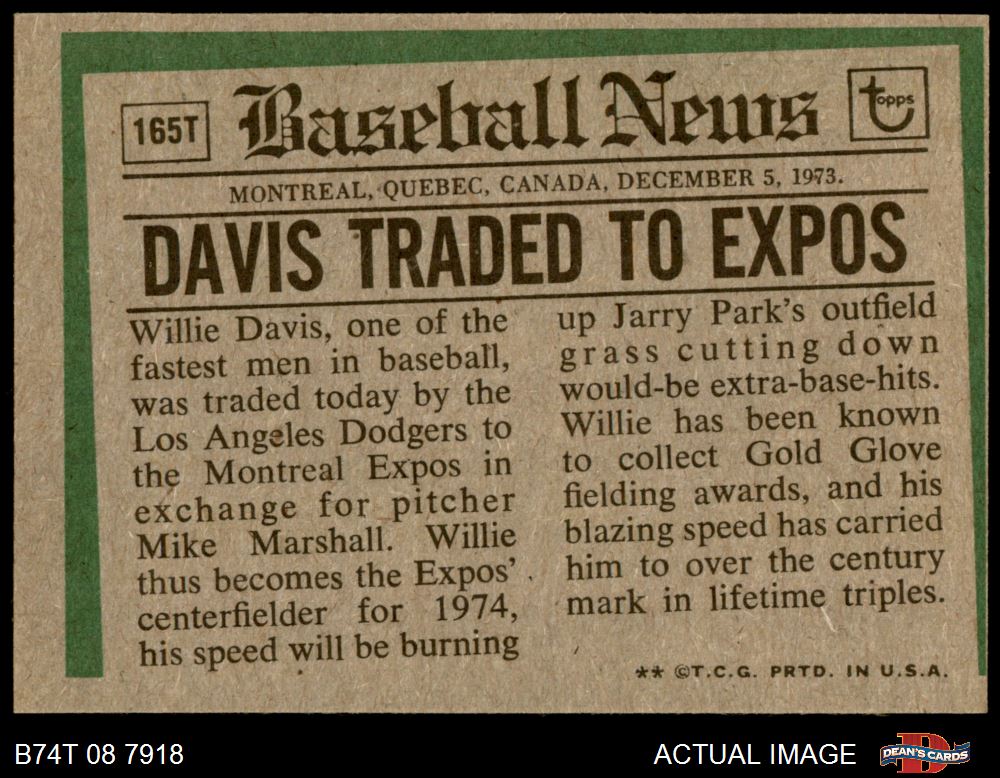 165T
Baseball News
topps
MONTREAL, QUEBEC, CANADA, DECEMBER 5, 1973.
DAVIS TRADED TO EXPOS
Willie Davis, one of the
fastest men in baseball,
was traded today by the
Los Angeles Dodgers to
the Montreal Expos in
exchange for pitcher
Mike Marshall. Willie
thus becomes the Expos'
centerfielder for 1974,
his speed will be burning
up Jarry Park's outfield
grass cutting down
would-be extra-base-hits.
Willie has been known
to collect Gold Glove
fielding awards, and his
blazing speed has carried
him to over the century
mark in lifetime triples.
** ©T.C.G. PRTD. IN U.S.A.
B74T 08 7918
ACTUAL IMAGE
D
DEAN'S CARDS